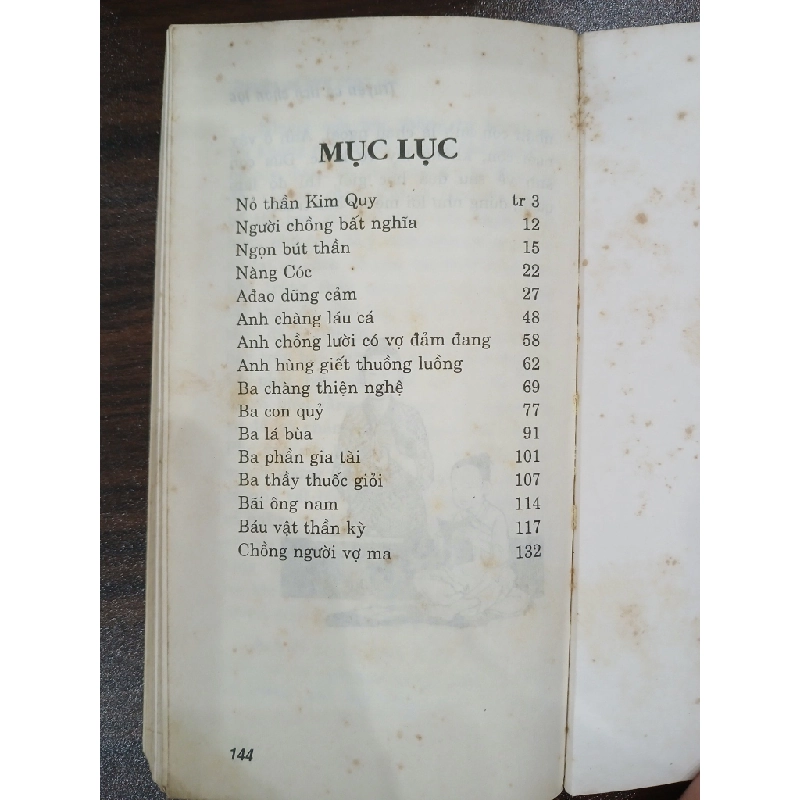 MỤC LỤC
Nỏ thần Kim Quy tr 3
Người chồng bất nghĩa 12
Ngọn bút thần 15
Nàng Cóc 22
Ađao dũng cảm 27
Anh chàng láu cá 48
Anh chồng lười có vợ đảm đang 58
Anh hùng giết thuồng luồng 62
Ba chàng thiện nghệ 69
Ba con quỷ 77
Ba lá bùa 91
Ba phần gia tài 101
Ba thầy thuốc giỏi 107
Bãi ông nam 114
Báu vật thần kỳ 117
Chồng người vợ ma 132
144